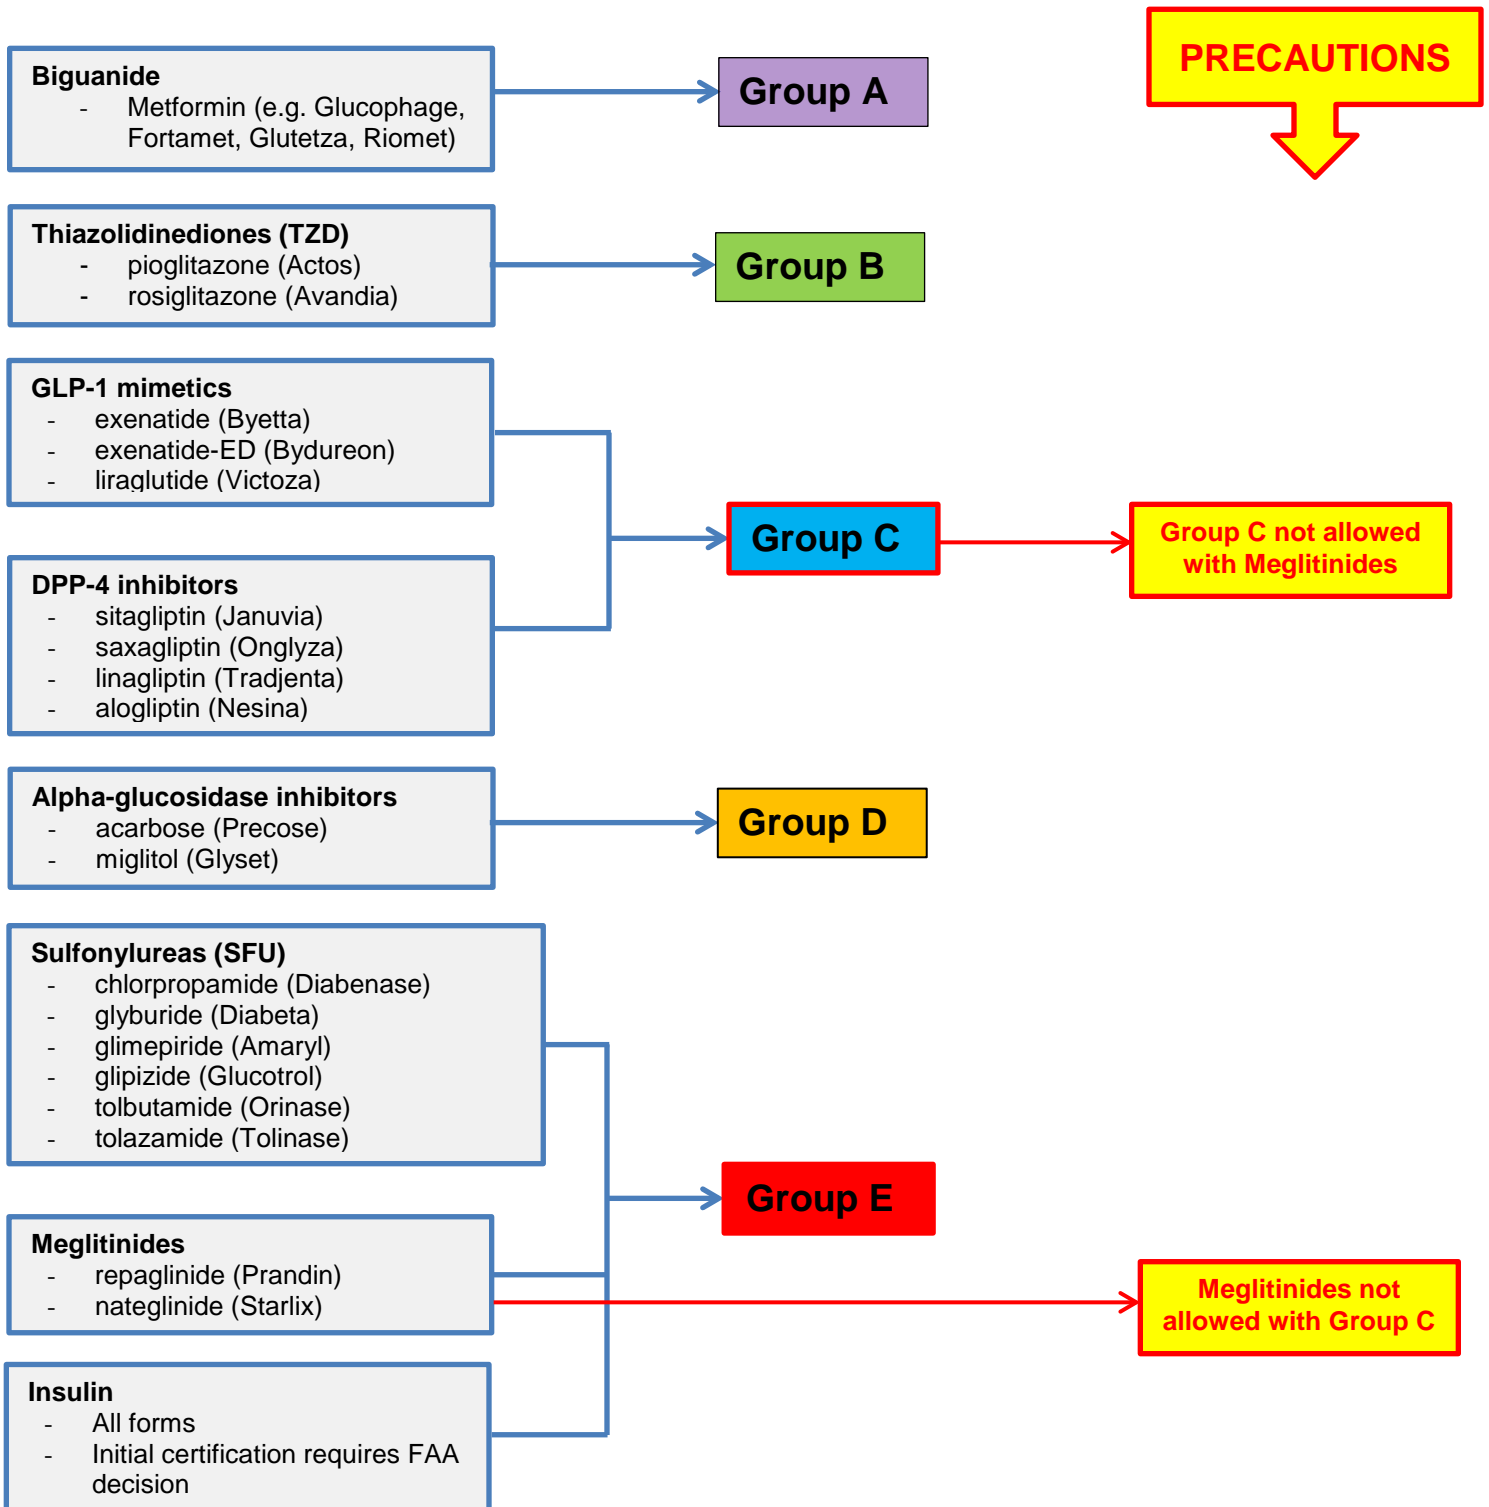 PRECAUTIONS
Biguanide
- Metformin (e.g. Glucophage,
Fortamet, Glutetza, Riomet)
Group A
Thiazolidinediones (TZD)
- pioglitazone (Actos)
- rosiglitazone (Avandia)
Group B
GLP-1 mimetics
- exenatide (Byetta)
- exenatide-ED (Bydureon)
- liraglutide (Victoza)
DPP-4 inhibitors
- sitagliptin (Januvia)
- saxagliptin (Onglyza)
- linagliptin (Tradjenta)
- alogliptin (Nesina)
Group C
Group C not allowed
with Meglitinides
Alpha-glucosidase inhibitors
- acarbose (Precose)
- miglitol (Glyset)
Group D
Sulfonylureas (SFU)
- chlorpropamide (Diabenase)
- glyburide (Diabeta)
- glimepiride (Amaryl)
- glipizide (Glucotrol)
- tolbutamide (Orinase)
- tolazamide (Tolinase)
Group E
Meglitinides
- repaglinide (Prandin)
- nateglinide (Starlix)
Meglitinides not
allowed with Group C
Insulin
- All forms
- Initial certification requires FAA
decision